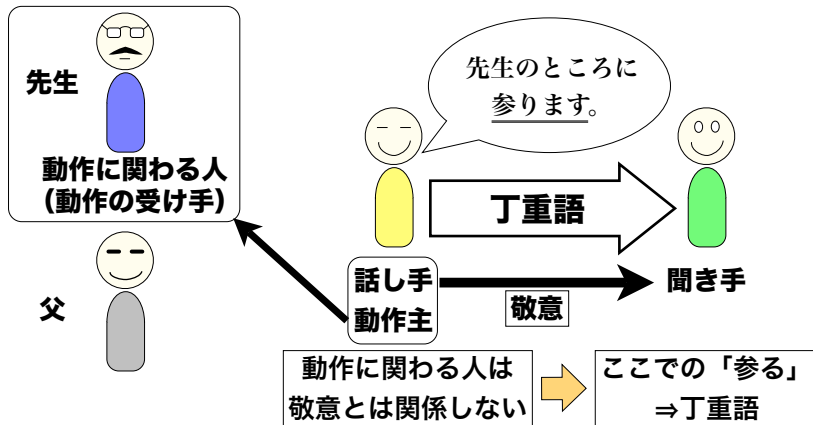 先生
動作に関わる人
（動作の受け手）
父
先生のところに
参ります。
丁重語
話し手
動作主
敬意
聞き手
動作に関わる人は
敬意とは関係しない
ここでの「参る」
⇒丁重語